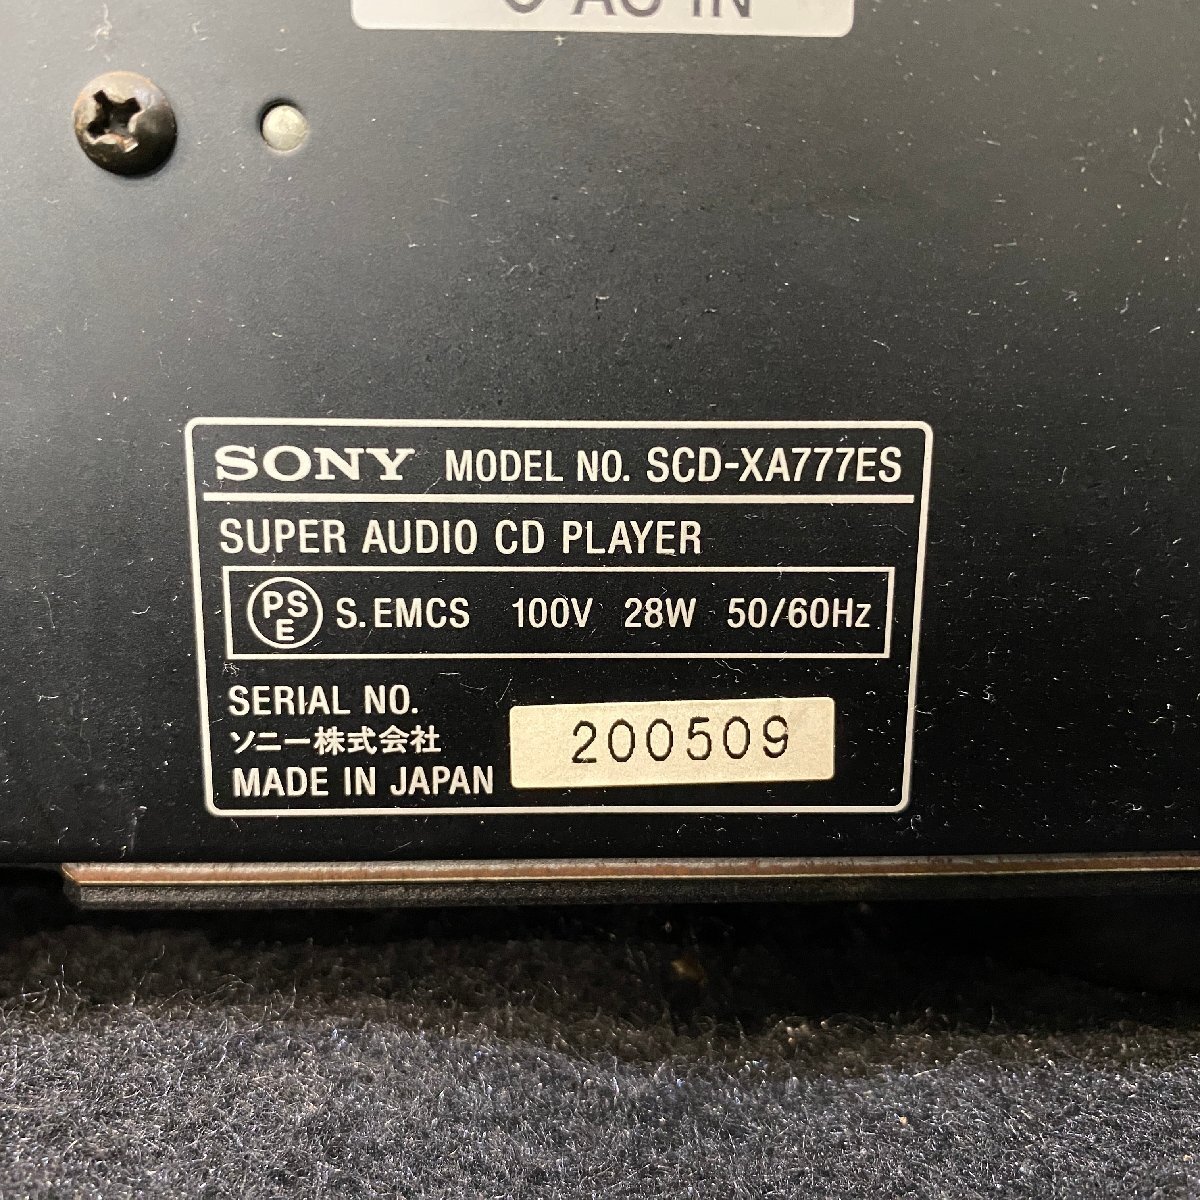 AC IN
SONY MODEL NO. SCD-XA777ES
SUPER AUDIO CD PLAYER
PSE S.EMCS 100V 28W 50/60Hz
SERIAL NO.
ソニー株式会社
200509
MADE IN JAPAN